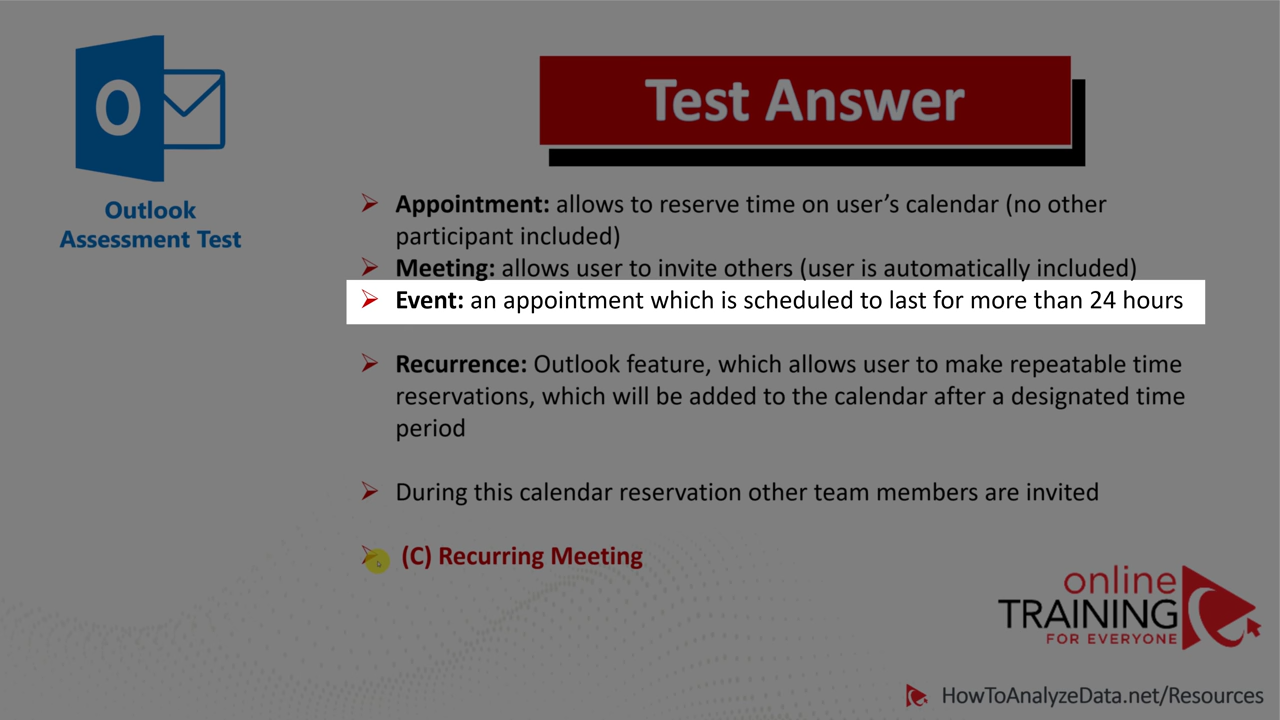 O
Outlook
Assessment Test
Test Answer
Appointment: allows to reserve time on user’s calendar (no other
participant included)
Meeting: allows user to invite others (user is automatically included)
Event: an appointment which is scheduled to last for more than 24 hours
Recurrence: Outlook feature, which allows user to make repeatable time
reservations, which will be added to the calendar after a designated time
period
During this calendar reservation other team members are invited
(C) Recurring Meeting
online
TRAINING
FOR EVERYONE
HowToAnalyzeData.net/Resources